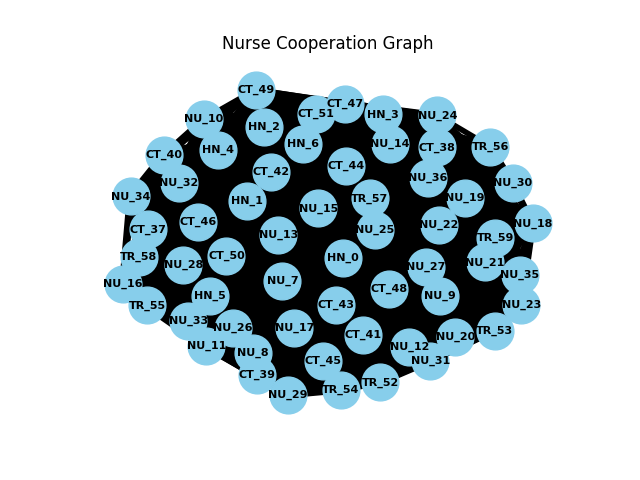 Nurse Cooperation Graph
CT_49
CT_47
CT_51
HN_3
NU_24
NU_10
HN_2
HN_6
NU_14
CT_38
TR_56
HN_4
CT_40
CT_44
CT_42
NU_36
NU_32
NU_30
NU_34
HN_1
TR_57
NU_19
NU_15
CT_46
NU_18
CT_37
NU_25
NU_22
NU_13
TR_59
TR_58
CT_50
HN_0
NU_28
NU_27
NU_21
NU_35
NU_16
NU_7
CT_48
HN_5
NU_9
TR_55
CT_43
NU_23
NU_33
NU_26
NU_17
CT_41
NU_20
TR_53
NU_11
NU_8
NU_12
CT_45
NU_31
CT_39
TR_52
NU_29
TR_54